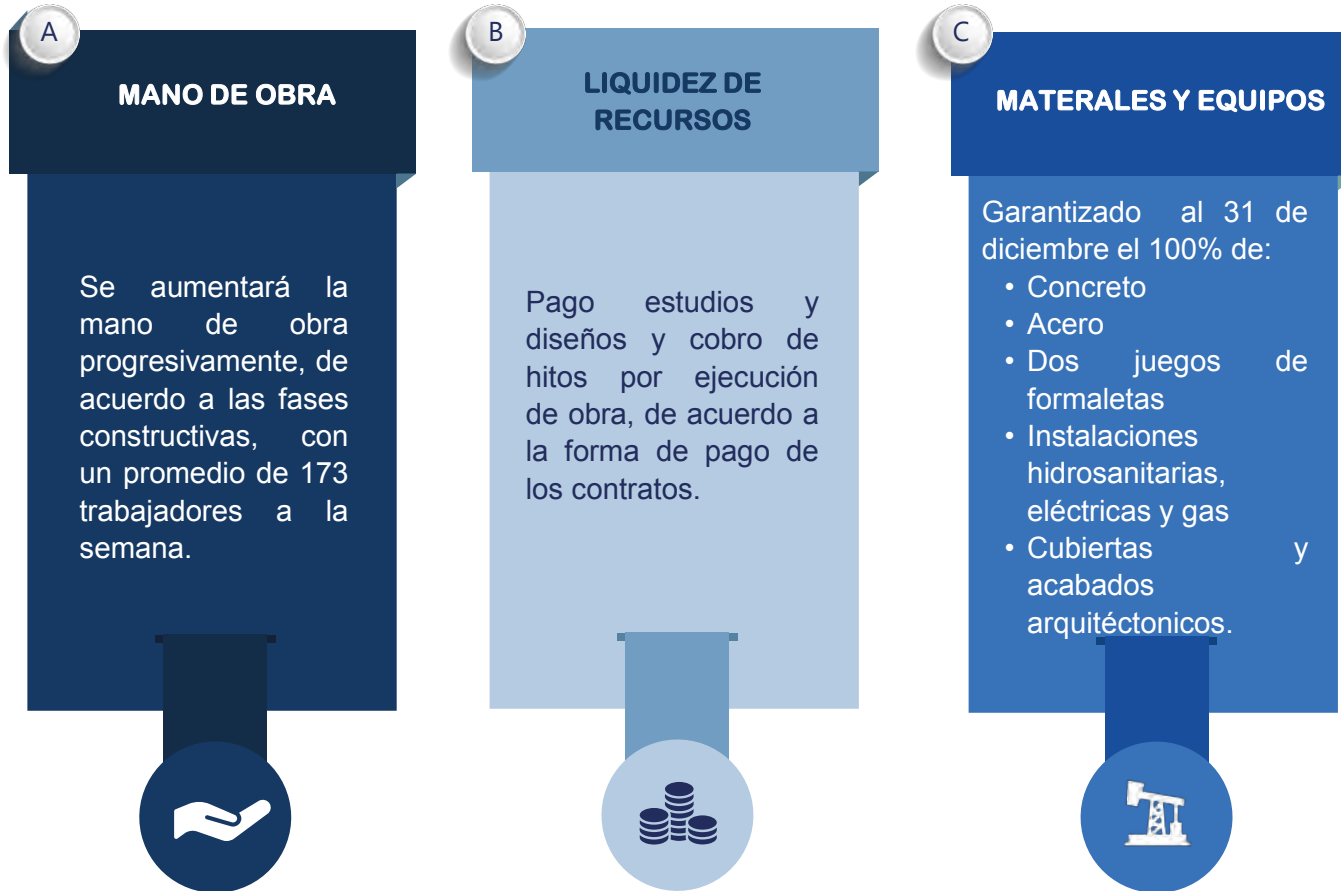 A
MANO DE OBRA
Se aumentará la
mano de obra
progresivamente, de
acuerdo a las fases
constructivas, con
un promedio de 173
trabajadores a la
semana.
B
LIQUIDEZ DE
RECURSOS
Pago estudios y
diseños y cobro de
hitos por ejecución
de obra, de acuerdo a
la forma de pago de
los contratos.
C
MATERALES Y EQUIPOS
Garantizado al 31 de
diciembre el 100% de:
• Concreto
• Acero
• Dos juegos de
formaletas
• Instalaciones
hidrosanitarias,
eléctricas y gas
• Cubiertas y
acabados
arquitéctonicos.